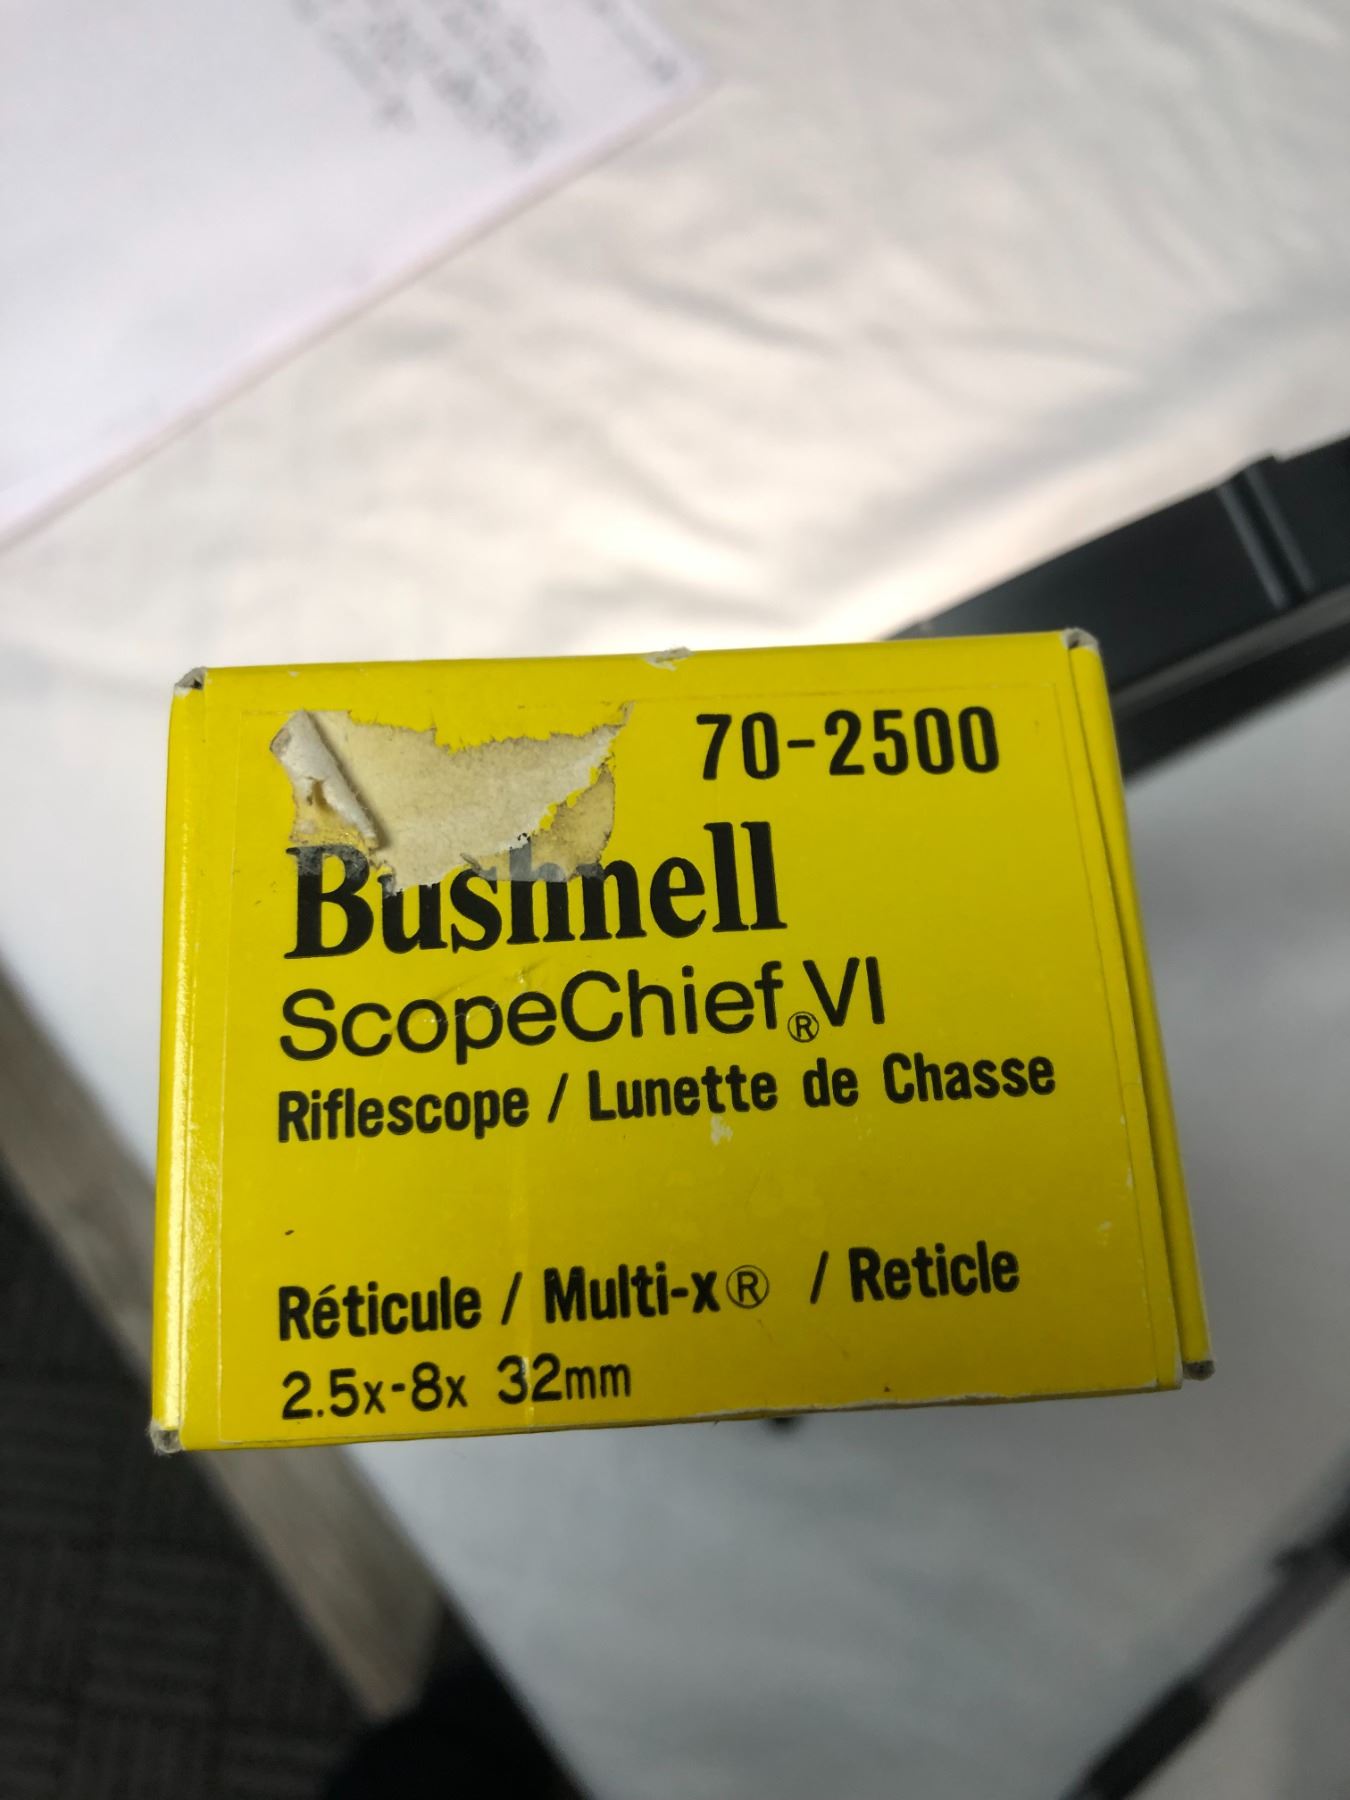 70-2500
Bushnell
ScopeChief® VI
Riflescope / Lunette de Chasse
Réticule / Multi-x® / Reticle
2.5x-8x 32mm